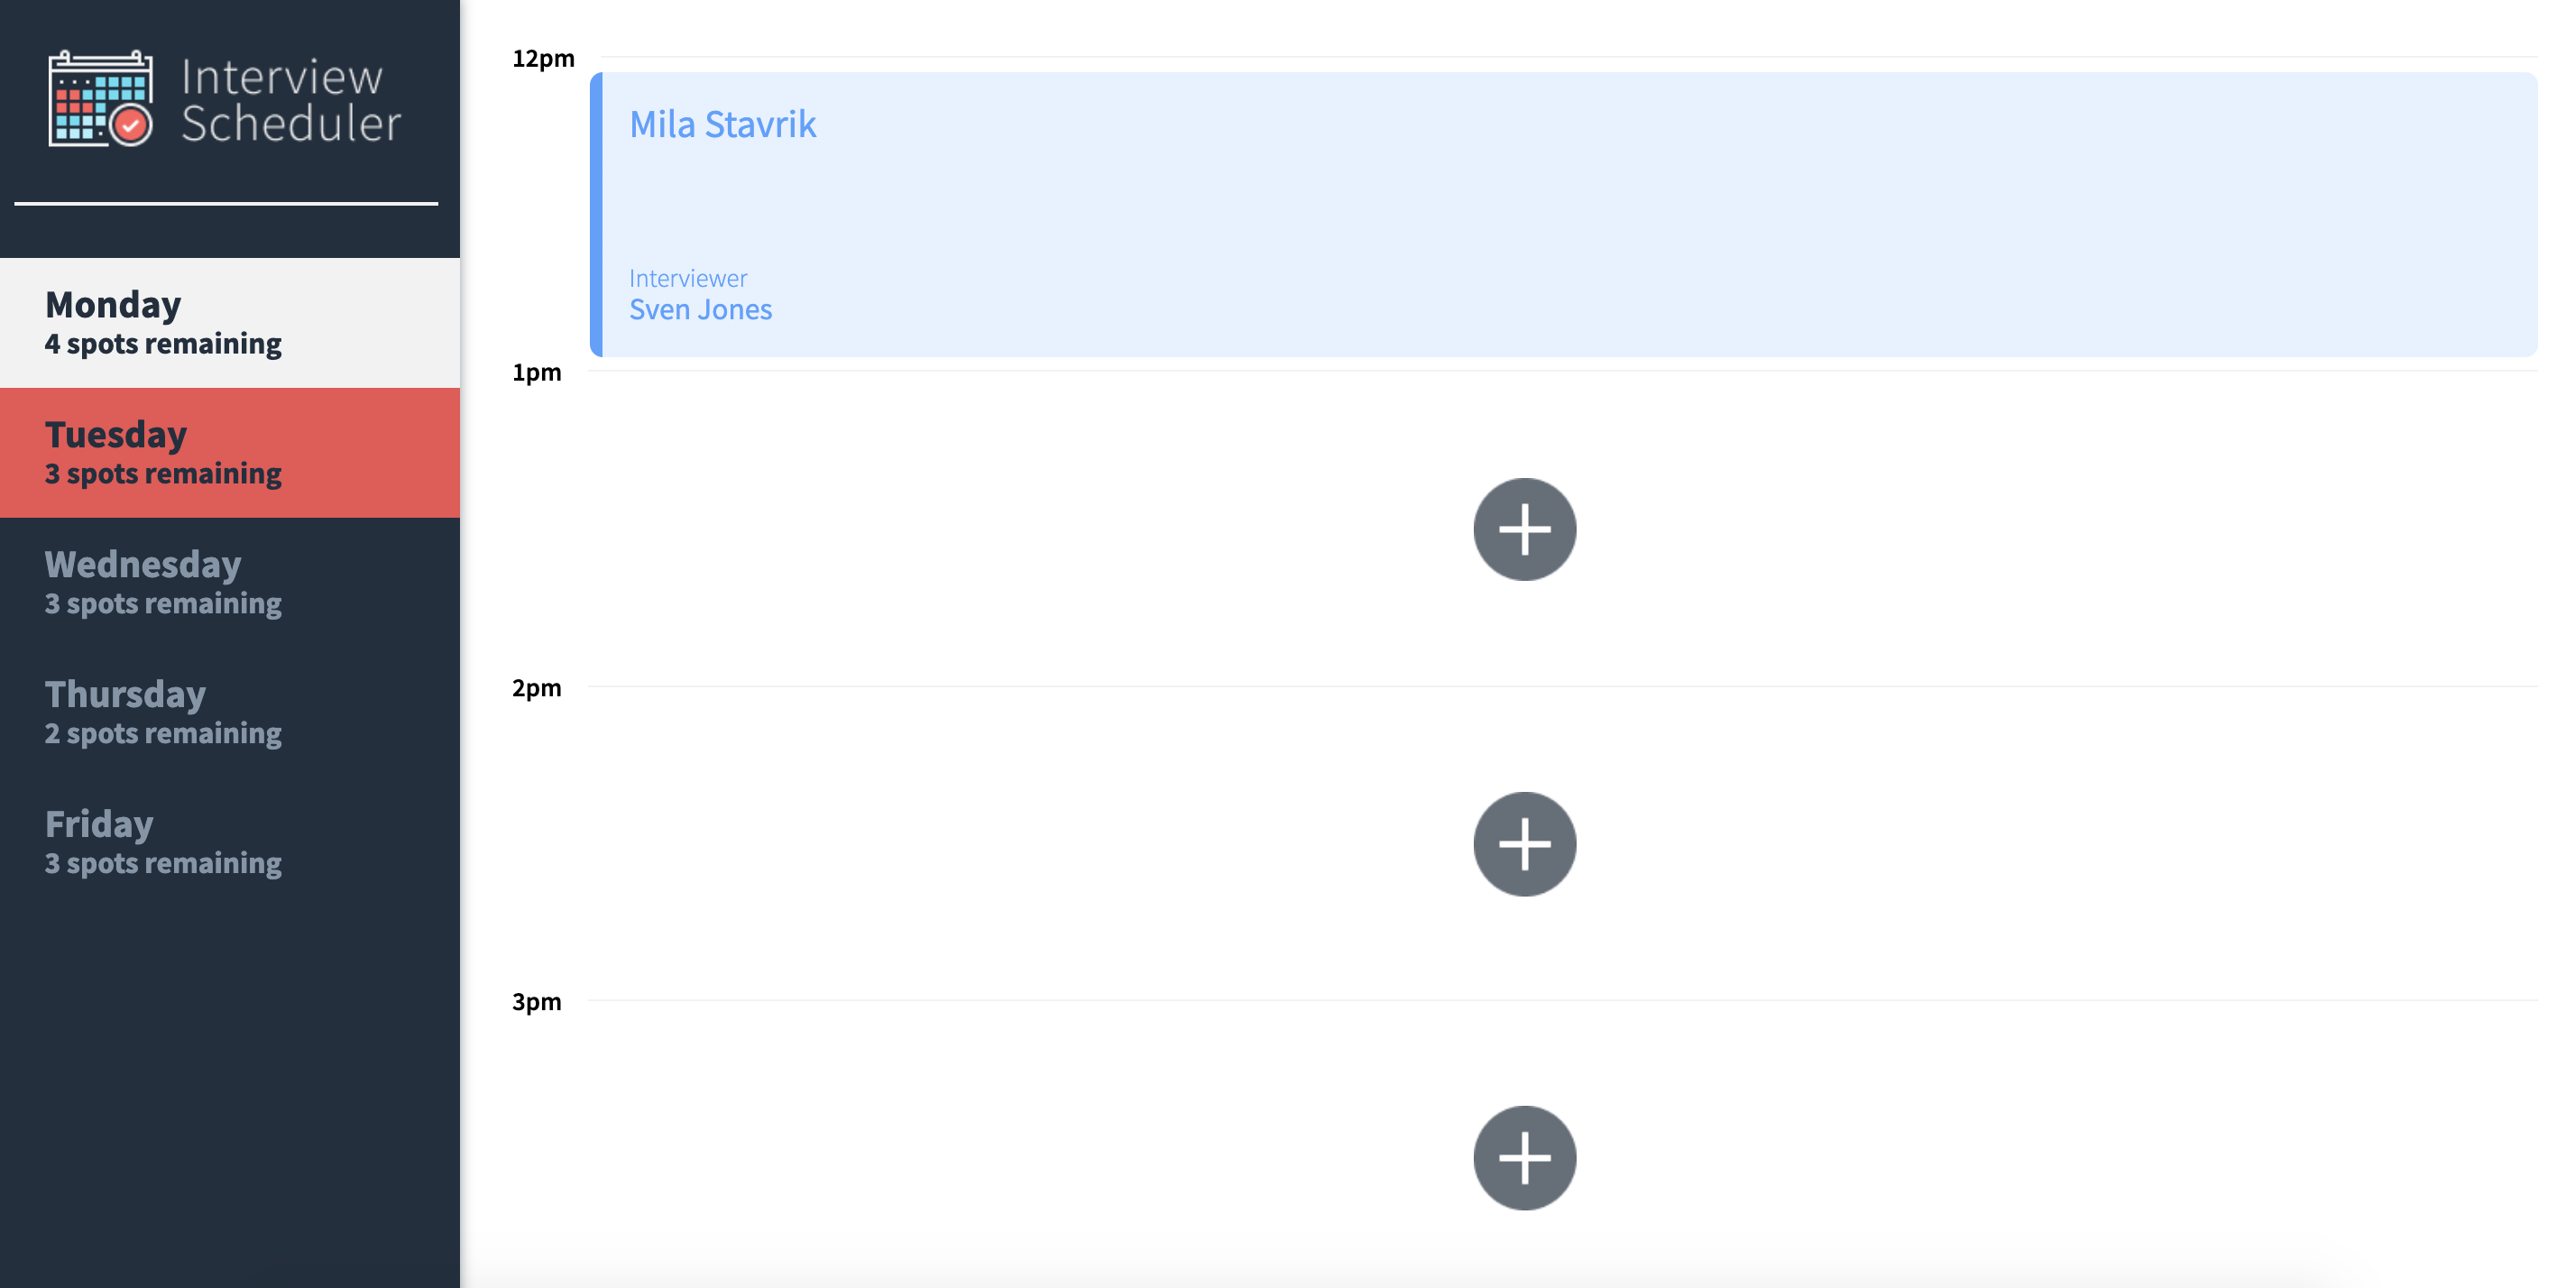 Interview
Scheduler
Monday
4 spots remaining
Tuesday
3 spots remaining
Wednesday
3 spots remaining
Thursday
2 spots remaining
Friday
3 spots remaining
12pm
Mila Stavrik
Interviewer
Sven Jones
1pm
2pm
3pm